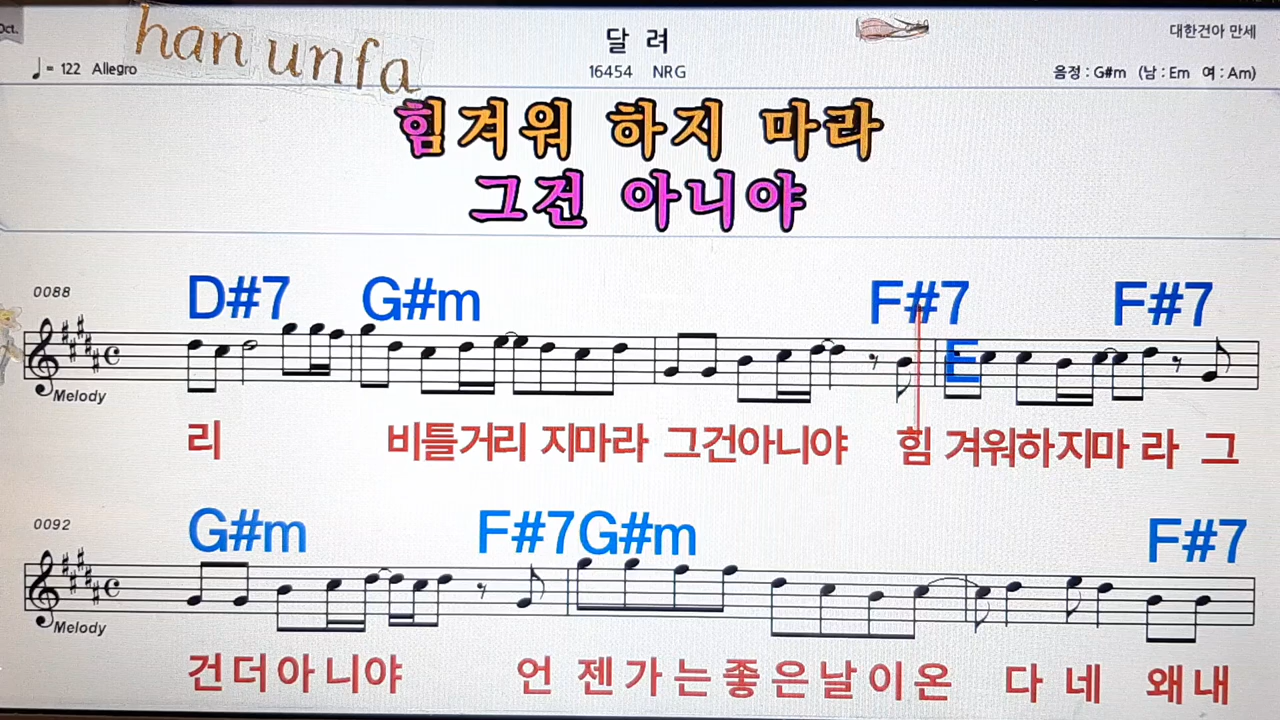 Oct.
han unfa
달 려
대한건아 만세
♩= 122 Allegro
16454 NRG
음정 : G#m (남 : Em 여 : Am)
힘겨워 하지 마라
그건 아니야
0088
D#7 G#m F#7 E F#7
Melody
리 비틀거리 지마라 그건아니야 힘 겨워하지마 라 그
0092
G#m F#7G#m F#7
Melody
건더아니야 언 젠가는좋은날이온 다 네 왜내